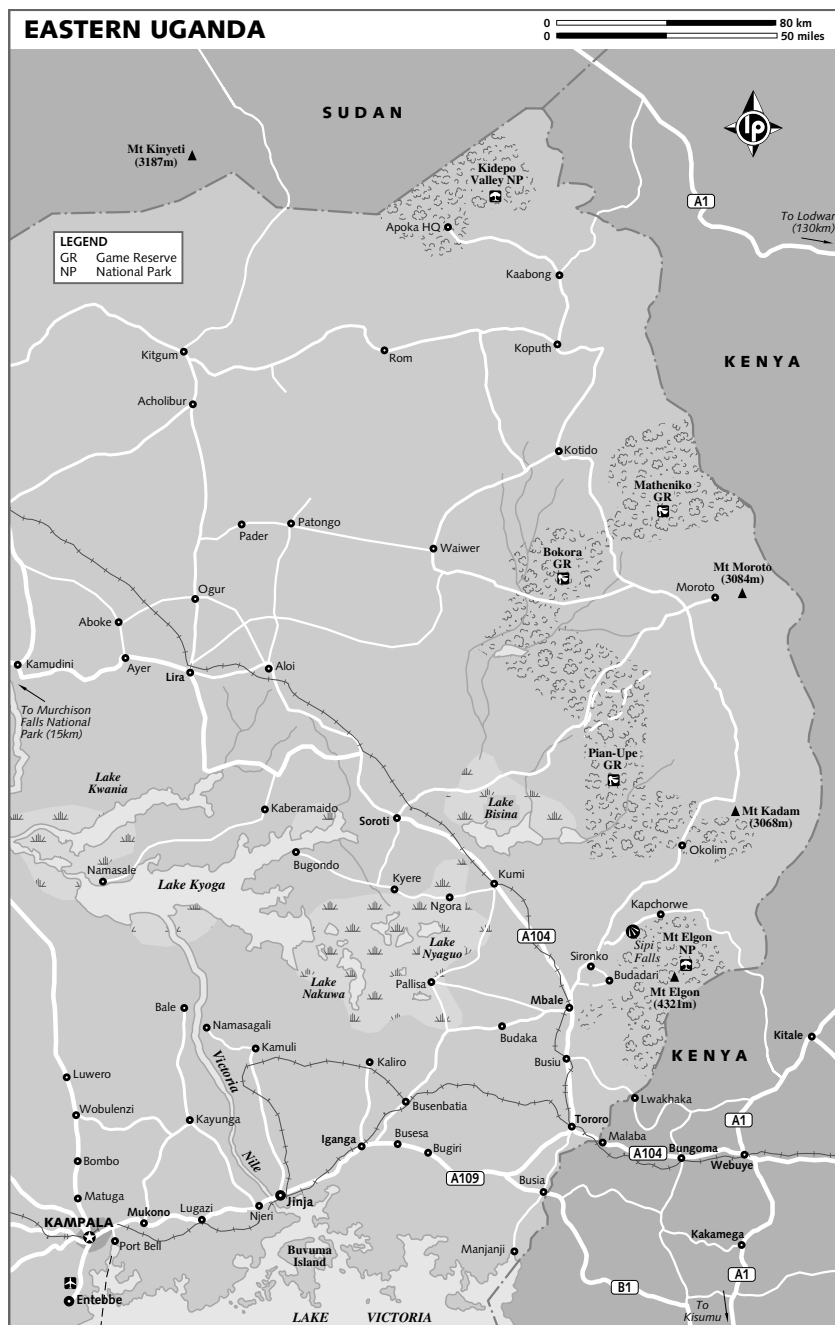 EASTERN UGANDA
0 80 km
0 50 miles
SUDAN
Mt Kinyeti
(3187m)
Kidepo
Valley NP
lp
A1
To Lodwar
(130km)
Apoka HQ
LEGEND
GR Game Reserve
NP National Park
Kaabong
Kitgum
Rom
Koputh
KENYA
Acholibur
Kotido
Matheniko
GR
Pader
Patongo
Waiwer
Bokora
GR
Mt Moroto
(3084m)
Moroto
Ogur
Aboke
Kamudini
Ayer
Lira
Aloi
To Murchison
Falls National
Park (15km)
Pian-Upe
GR
Lake
Kwania
Kaberamaido
Soroti
Lake
Bisina
Mt Kadam
(3068m)
Okolim
Bugondo
Namasale
Lake Kyoga
Kyere
Kumi
Ngora
Kapchorwe
A104
Sipi
Falls
Mt Elgon
NP
Lake
Nyaguo
Sironko
Budadari
Lake
Nakuwa
Pallisa
Mt Elgon
(4321m)
Mbale
Bale
Namasagali
Budaka
Kitale
Kamuli
Kaliro
Busiu
KENYA
Luwero
Victoria
Nile
Busenbatia
Lwakhaka
Wobulenzi
Kayunga
Tororo
A1
Iganga
Busesa
Malaba
Bugiri
A104
Bungoma
Webuye
Bombo
A109
Busia
Matuga
Jinja
Mukono
Lugazi
Njeri
KAMPALA
Port Bell
Buvuma
Island
Manjanji
Kakamega
A1
B1
Entebbe
LAKE VICTORIA
To
Kisumu